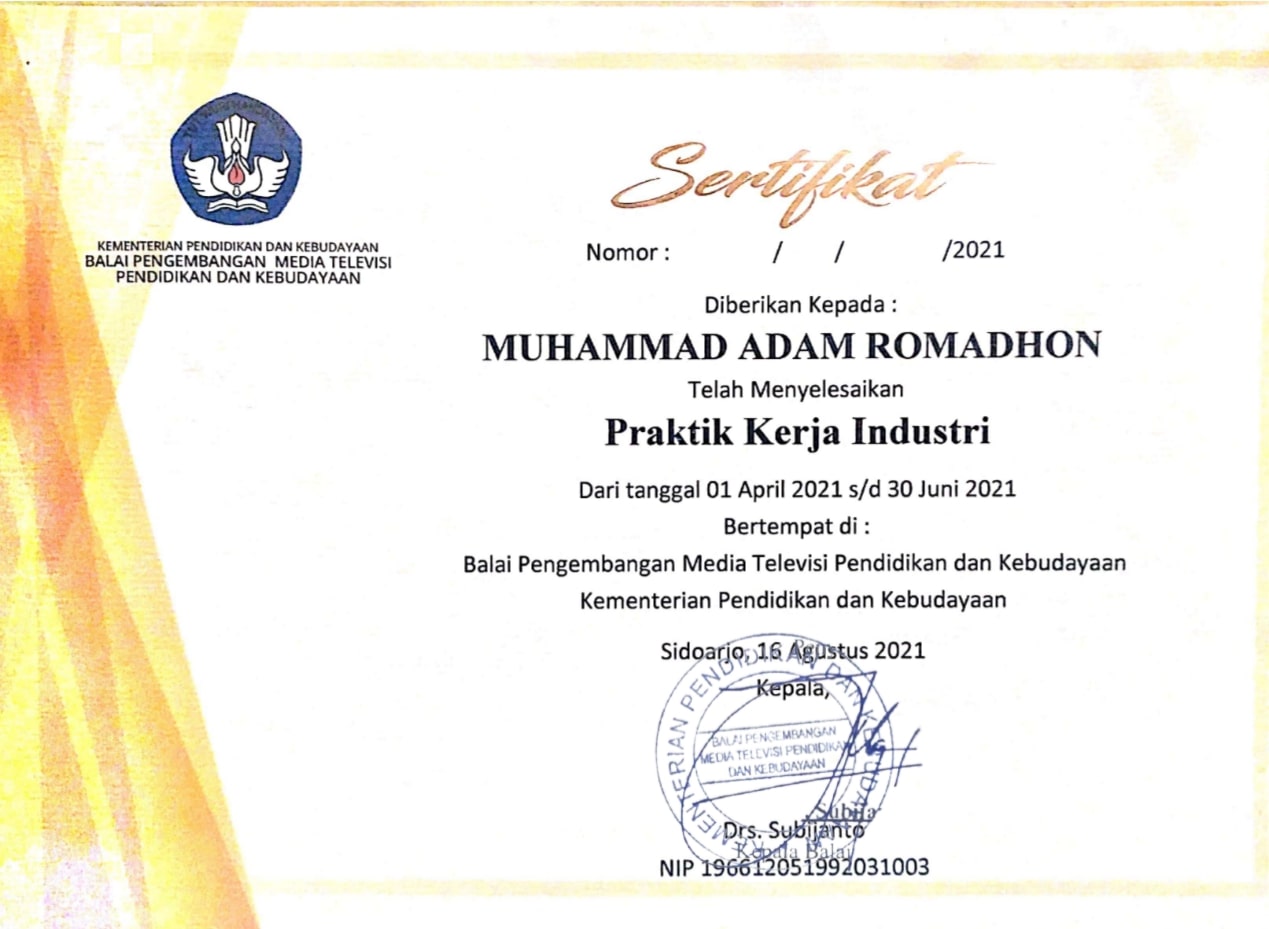 TUT WURI HANDAYANI
KEMENTERIAN PENDIDIKAN DAN KEBUDAYAAN
BALAI PENGEMBANGAN MEDIA TELEVISI
PENDIDIKAN DAN KEBUDAYAAN
Sertifikat
Nomor : / / /2021
Diberikan Kepada :
MUHAMMAD ADAM ROMADHON
Telah Menyelesaikan
Praktik Kerja Industri
Dari tanggal 01 April 2021 s/d 30 Juni 2021
Bertempat di :
Balai Pengembangan Media Televisi Pendidikan dan Kebudayaan
Kementerian Pendidikan dan Kebudayaan
Sidoarjo, 16 Agustus 2021
Kepala,
KEMENTERIAN PENDIDIKAN DAN KEBUDAYAAN
BALAI PENGEMBANGAN
MEDIA TELEVISI PENDIDIKAN
DAN KEBUDAYAAN
Drs. Subijanto
Kepala Balai
NIP 196612051992031003